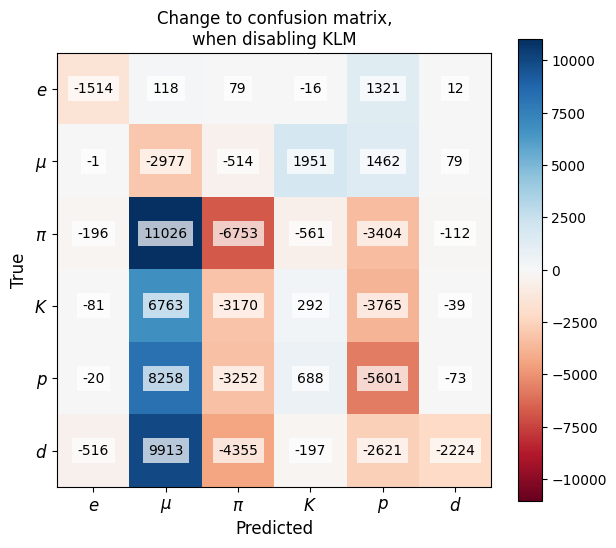 Change to confusion matrix,
when disabling KLM
e -1514 118 79 -16 1321 12
μ -1 -2977 -514 1951 1462 79
π -196 11026 -6753 -561 -3404 -112
K -81 6763 -3170 292 -3765 -39
p -20 8258 -3252 688 -5601 -73
d -516 9913 -4355 -197 -2621 -2224
e μ π K p d
Predicted
True
10000
7500
5000
2500
0
−2500
−5000
−7500
−10000